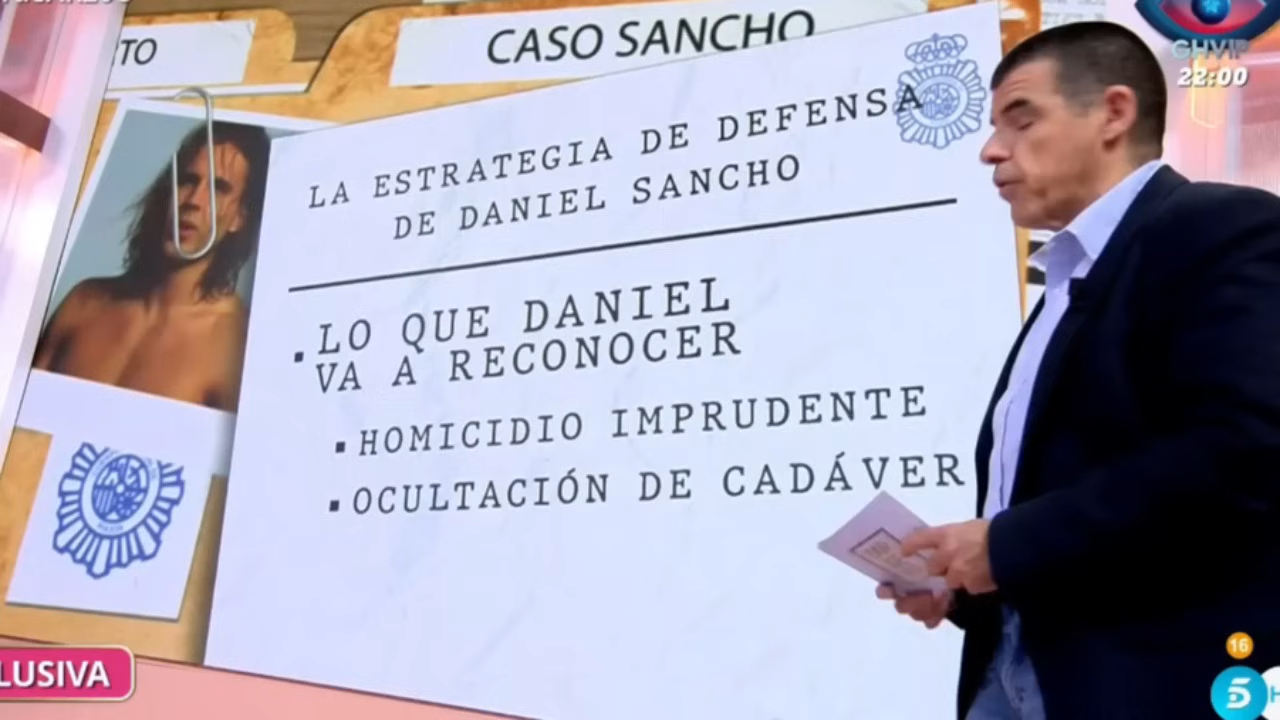 TO
CASO SANCHO
LA ESTRATEGIA DE DEFENSA
DE DANIEL SANCHO
▪ LO QUE DANIEL
VA A RECONOCER
▪ HOMICIDIO IMPRUDENTE
▪ OCULTACIÓN DE CADÁVER
GHVIP
22:00
LUSIVA
16
5
H